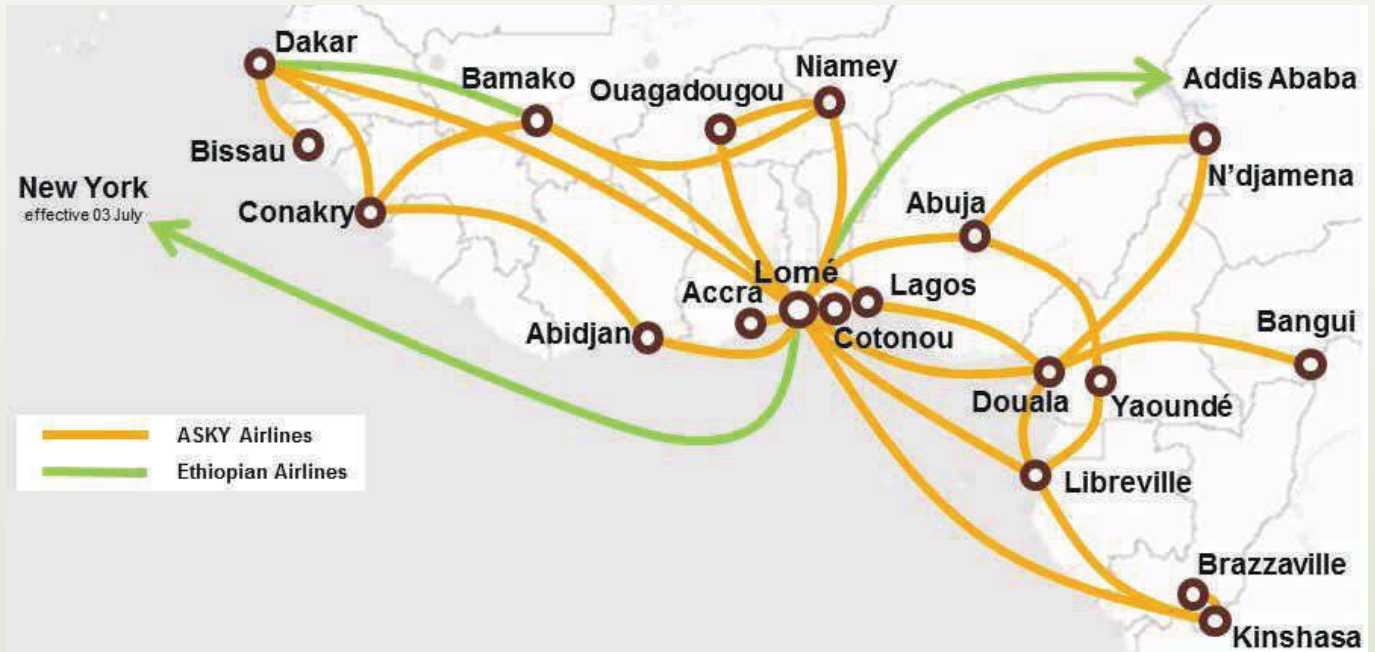 Dakar
Bamako
Ouagadougou
Niamey
Addis Ababa
Bissau
N'djamena
New York
effective 03 July
Conakry
Abuja
Lomé
Accra
Lagos
Abidjan
Cotonou
Bangui
Douala
Yaoundé
ASKY Airlines
Ethiopian Airlines
Libreville
Brazzaville
Kinshasa